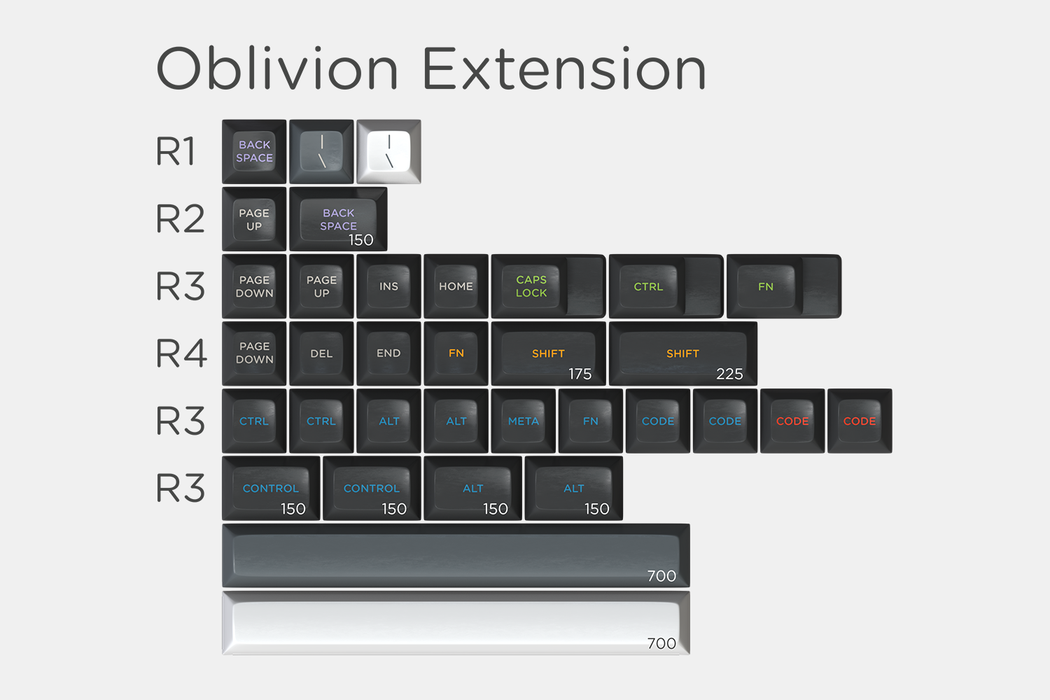 Oblivion Extension
R1
BACK
SPACE
|
\
|
\
R2
PAGE
UP
BACK
SPACE
150
R3
PAGE
DOWN
PAGE
UP
INS
HOME
CAPS
LOCK
CTRL
FN
R4
PAGE
DOWN
DEL
END
FN
SHIFT
175
SHIFT
225
R3
CTRL
CTRL
ALT
ALT
META
FN
CODE
CODE
CODE
CODE
R3
CONTROL
150
CONTROL
150
ALT
150
ALT
150
700
700